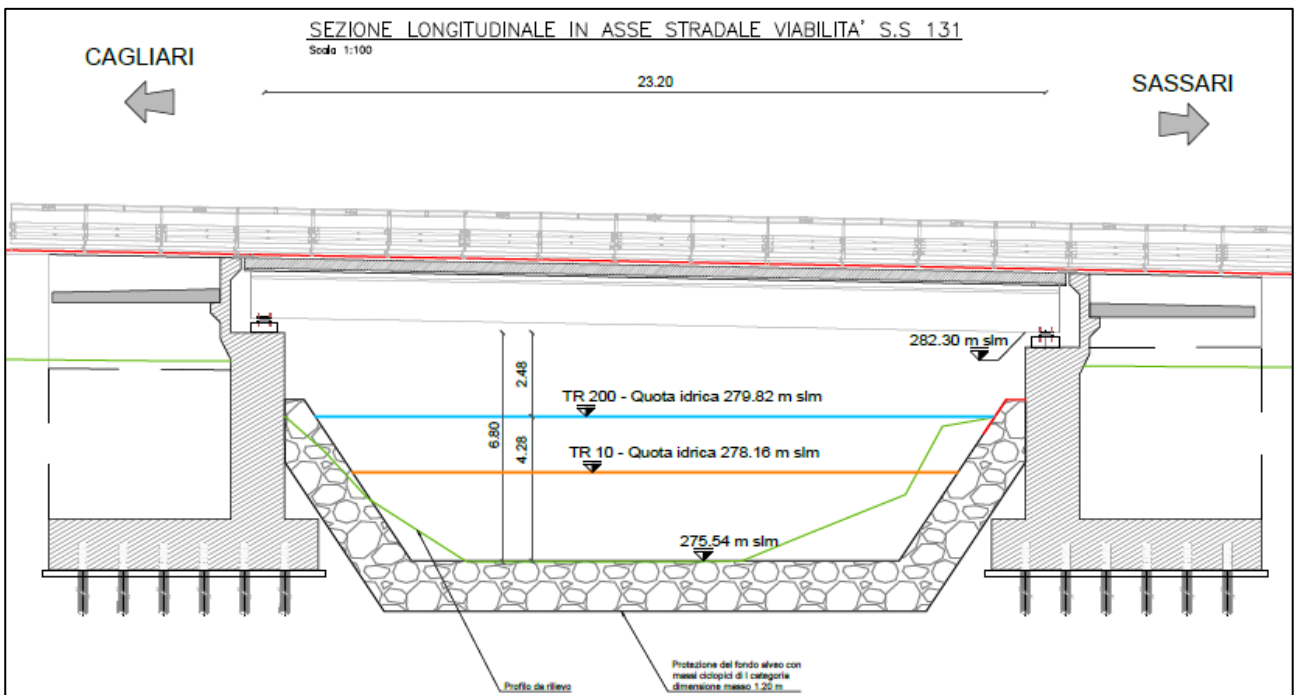 SEZIONE LONGITUDINALE IN ASSE STRADALE VIABILITA' S.S 131
Scala 1:100
CAGLIARI
SASSARI
23.20
282.30 m slm
2.48
TR 200 - Quota idrica 279.82 m slm
6.80
4.28
TR 10 - Quota idrica 278.16 m slm
275.54 m slm
Profilo da rilievo
Protezione del fondo alveo con
massi ciclopici di I categoria
dimensione masso 1.20 m